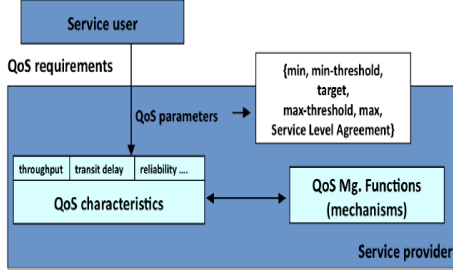 Service user
QoS requirements
{min, min-threshold,
target,
max-threshold, max,
Service Level Agreement}
QoS parameters
throughput transit delay reliability ....
QoS characteristics
QoS Mg. Functions
(mechanisms)
Service provider